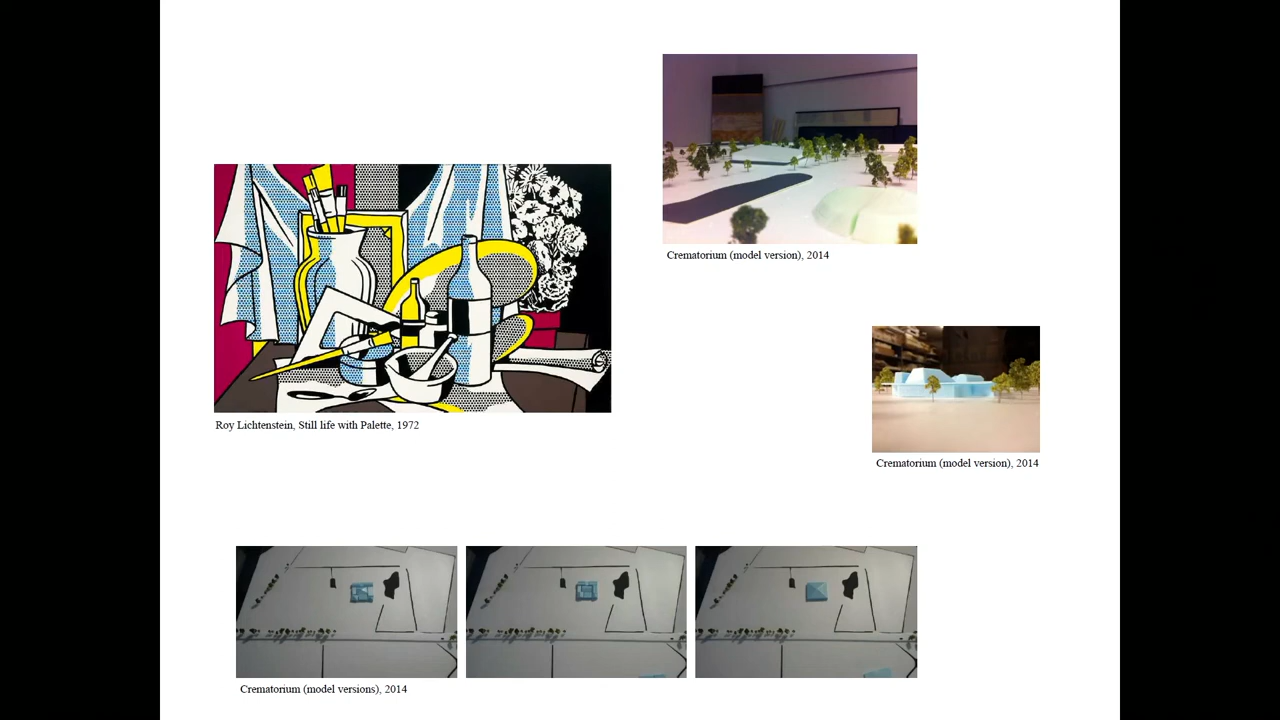 Crematorium (model version), 2014
Roy Lichtenstein, Still life with Palette, 1972
Crematorium (model version), 2014
Crematorium (model versions), 2014